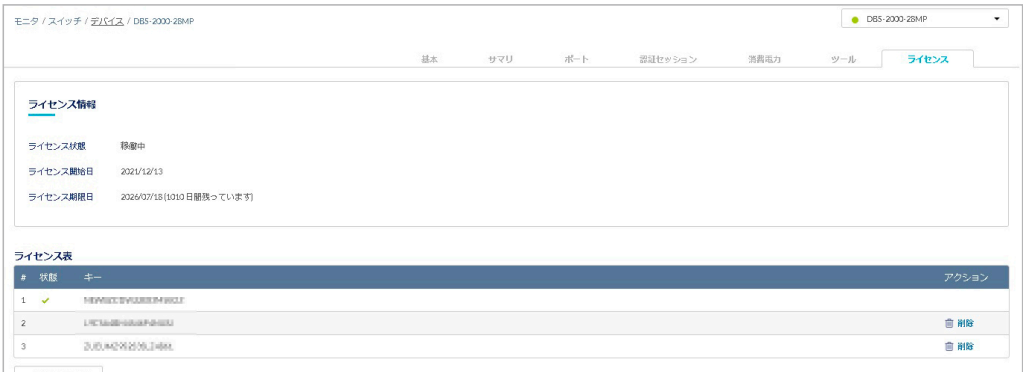 モニタ / スイッチ / デバイス / DBS-2000-28MP
DBS-2000-28MP
基本 サマリ ポート 認証セッション 消費電力 ツール ライセンス
ライセンス情報
ライセンス状態 稼働中
ライセンス開始日 2021/12/13
ライセンス期限日 2026/07/18 (1010 日間残っています)
ライセンス表
# 状態 キー アクション
1
2 削除
3 削除